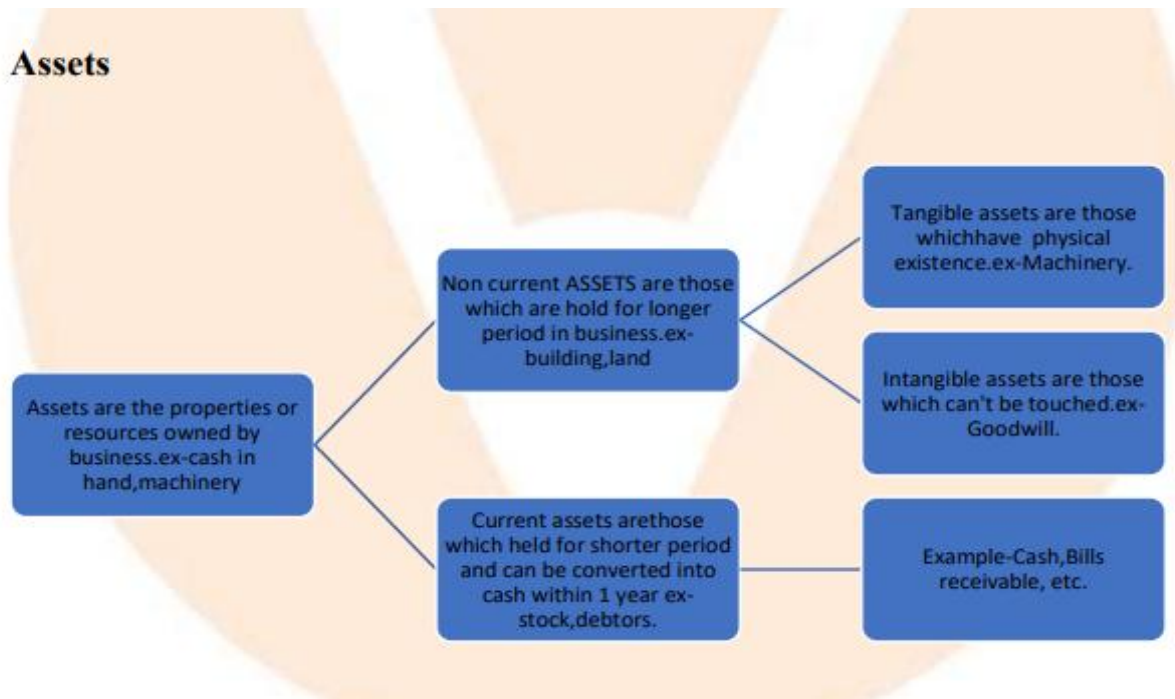 Assets
Assets are the properties or
resources owned by
business.ex-cash in
hand,machinery
Non current ASSETS are those
which are hold for longer
period in business.ex-
building,land
Tangible assets are those
whichhave physical
existence.ex-Machinery.
Intangible assets are those
which can't be touched.ex-
Goodwill.
Current assets arethose
which held for shorter period
and can be converted into
cash within 1 year ex-
stock,debtors.
Example-Cash,Bills
receivable, etc.